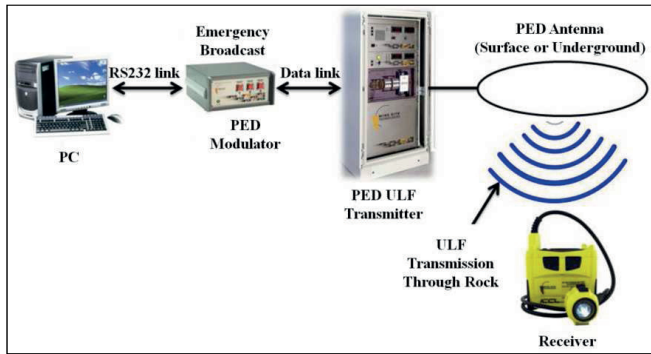 Emergency
Broadcast
PED Antenna
(Surface or Underground)
RS232 link
Data link
PED
Modulator
PC
PED ULF
Transmitter
ULF
Transmission
Through Rock
Receiver